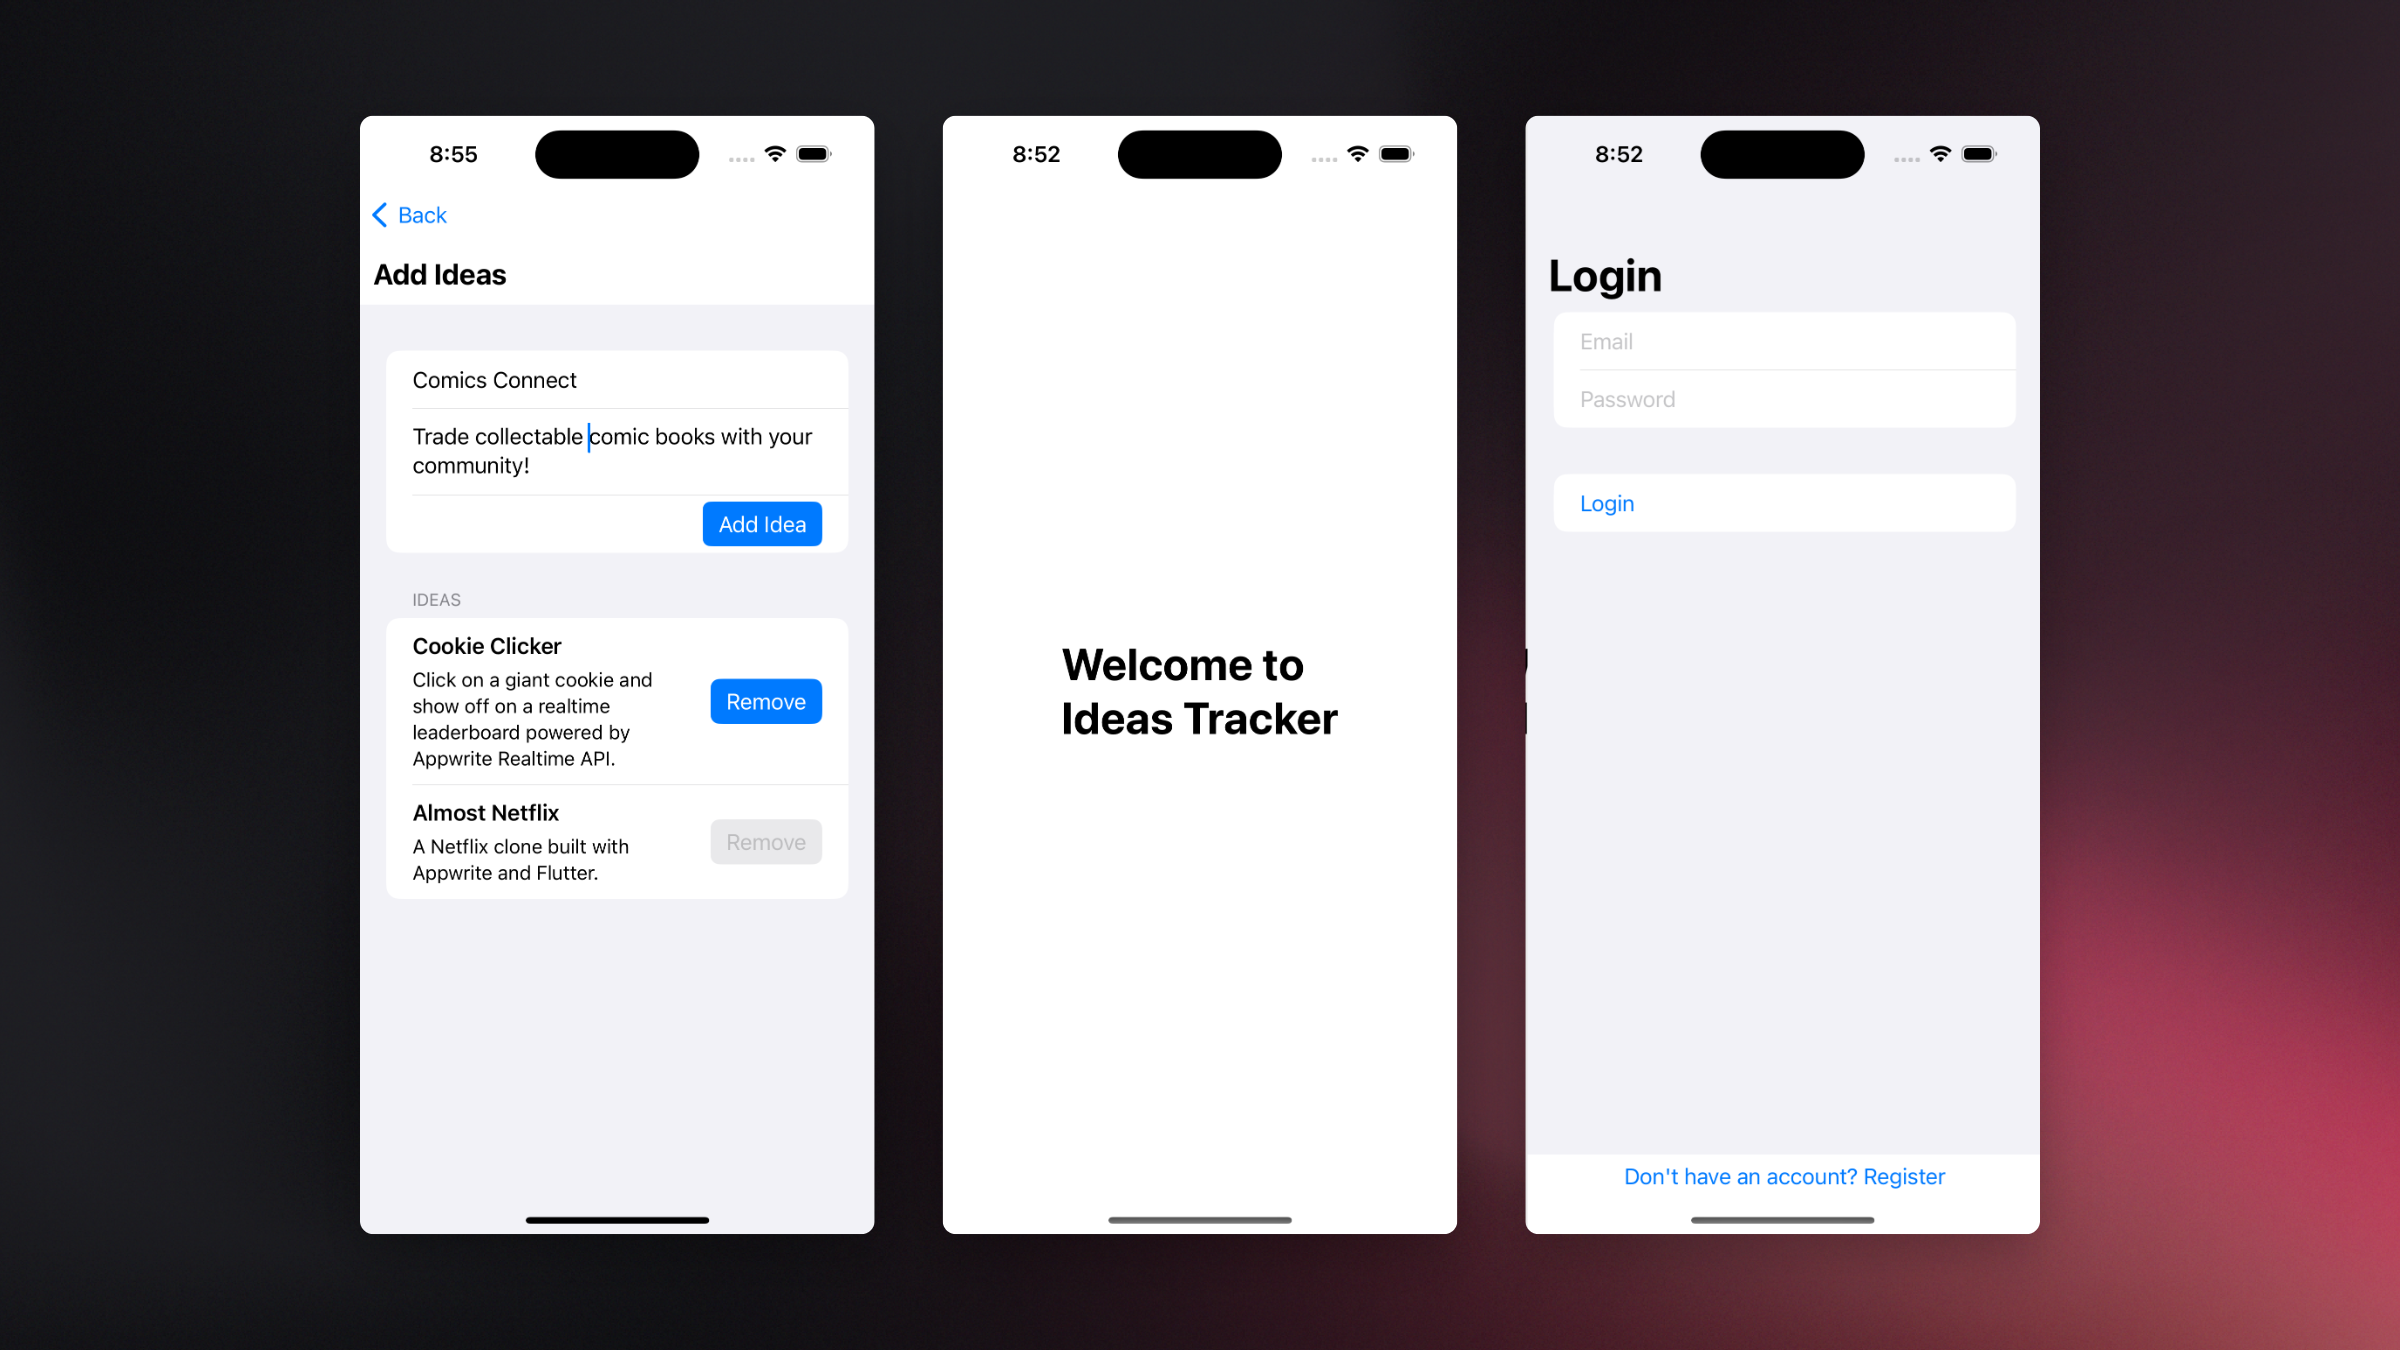 8:55
Back
Add Ideas
Comics Connect
Trade collectable comic books with your
community!
Add Idea
IDEAS
Cookie Clicker
Click on a giant cookie and
show off on a realtime
leaderboard powered by
Appwrite Realtime API.
Remove
Almost Netflix
A Netflix clone built with
Appwrite and Flutter.
Remove
8:52
Welcome to
Ideas Tracker
8:52
Login
Email
Password
Login
Don't have an account? Register